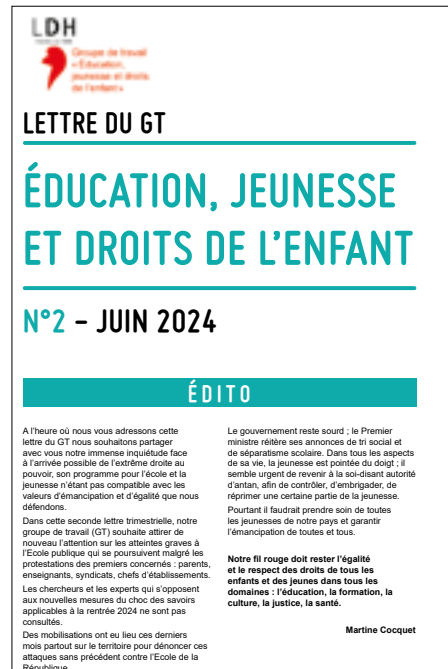 LDH
Groupe de travail
« Éducation,
jeunesse et droits
de l'enfant »
LETTRE DU GT
ÉDUCATION, JEUNESSE
ET DROITS DE L'ENFANT
N°2 – JUIN 2024
ÉDITO
A l'heure où nous vous adressons cette
lettre du GT nous souhaitons partager
avec vous notre immense inquiétude face
à l'arrivée possible de l'extrême droite au
pouvoir, son programme pour l'école et la
jeunesse n'étant pas compatible avec les
valeurs d'émancipation et d'égalité que nous
défendons.
Dans cette seconde lettre trimestrielle, notre
groupe de travail (GT) souhaite attirer de
nouveau l'attention sur les atteintes graves à
l'Ecole publique qui se poursuivent malgré les
protestations des premiers concernés : parents,
enseignants, syndicats, chefs d'établissements.
Les chercheurs et les experts qui s'opposent
aux nouvelles mesures du choc des savoirs
applicables à la rentrée 2024 ne sont pas
consultés.
Des mobilisations ont eu lieu ces derniers
mois partout sur le territoire pour dénoncer ces
attaques sans précédent contre l'Ecole de la
République.
Le gouvernement reste sourd ; le Premier
ministre réitère ses annonces de tri social et
de séparatisme scolaire. Dans tous les aspects
de sa vie, la jeunesse est pointée du doigt ; il
semble urgent de revenir à la soi-disant autorité
d'antan, afin de contrôler, d'embrigader, de
réprimer une certaine partie de la jeunesse.
Pourtant il faudrait prendre soin de toutes
les jeunesses de notre pays et garantir
l'émancipation de toutes et tous.
Notre fil rouge doit rester l'égalité
et le respect des droits de tous les
enfants et des jeunes dans tous les
domaines : l'éducation, la formation, la
culture, la justice, la santé.
Martine Cocquet